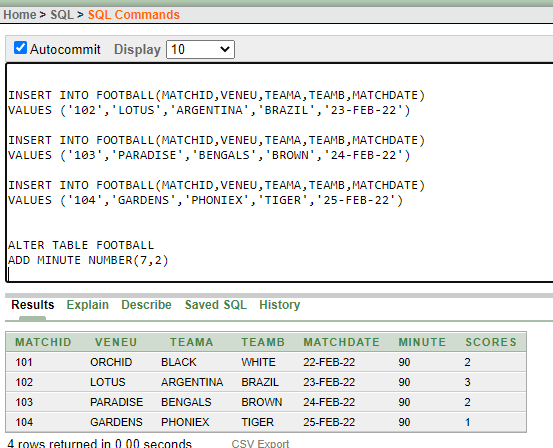 Home > SQL > SQL Commands
Autocommit Display 10
INSERT INTO FOOTBALL(MATCHID,VENEU,TEAMA,TEAMB,MATCHDATE)
VALUES ('102','LOTUS','ARGENTINA','BRAZIL','23-FEB-22')
INSERT INTO FOOTBALL(MATCHID,VENEU,TEAMA,TEAMB,MATCHDATE)
VALUES ('103','PARADISE','BENGALS','BROWN','24-FEB-22')
INSERT INTO FOOTBALL(MATCHID,VENEU,TEAMA,TEAMB,MATCHDATE)
VALUES ('104','GARDENS','PHONIEX','TIGER','25-FEB-22')
ALTER TABLE FOOTBALL
ADD MINUTE NUMBER(7,2)
Results Explain Describe Saved SQL History
MATCHID VENEU TEAMA TEAMB MATCHDATE MINUTE SCORES
101 ORCHID BLACK WHITE 22-FEB-22 90 2
102 LOTUS ARGENTINA BRAZIL 23-FEB-22 90 3
103 PARADISE BENGALS BROWN 24-FEB-22 90 2
104 GARDENS PHONIEX TIGER 25-FEB-22 90 1
4 rows returned in 0.00 seconds CSV Export